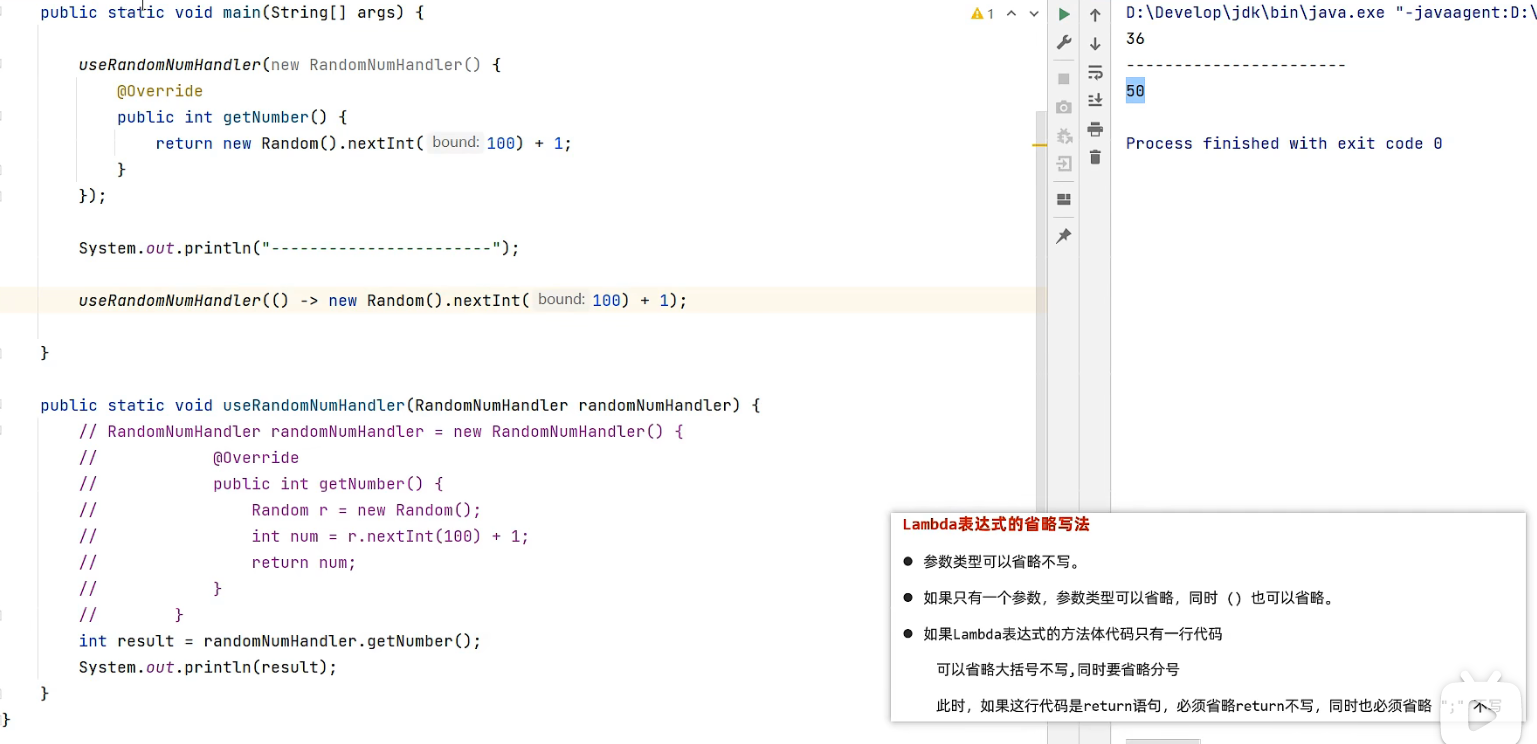 public static void main(String[] args) {
useRandomNumHandler(new RandomNumHandler() {
@Override
public int getNumber() {
return new Random().nextInt( bound: 100) + 1;
}
});
System.out.println("-----------------------");
useRandomNumHandler(() -> new Random().nextInt( bound: 100) + 1);
}
public static void useRandomNumHandler(RandomNumHandler randomNumHandler) {
// RandomNumHandler randomNumHandler = new RandomNumHandler() {
// @Override
// public int getNumber() {
// Random r = new Random();
// int num = r.nextInt(100) + 1;
// return num;
// }
// }
int result = randomNumHandler.getNumber();
System.out.println(result);
}
}
1
D:\Develop\jdk\bin\java.exe "-javaagent:D:\
36
-----------------------
50
Process finished with exit code 0
Lambda表达式的省略写法
● 参数类型可以省略不写。
● 如果只有一个参数，参数类型可以省略，同时（）也可以省略。
● 如果Lambda表达式的方法体代码只有一行代码
可以省略大括号不写,同时要省略分号
此时，如果这行代码是return语句，必须省略return不写，同时也必须省略 ";" 不写